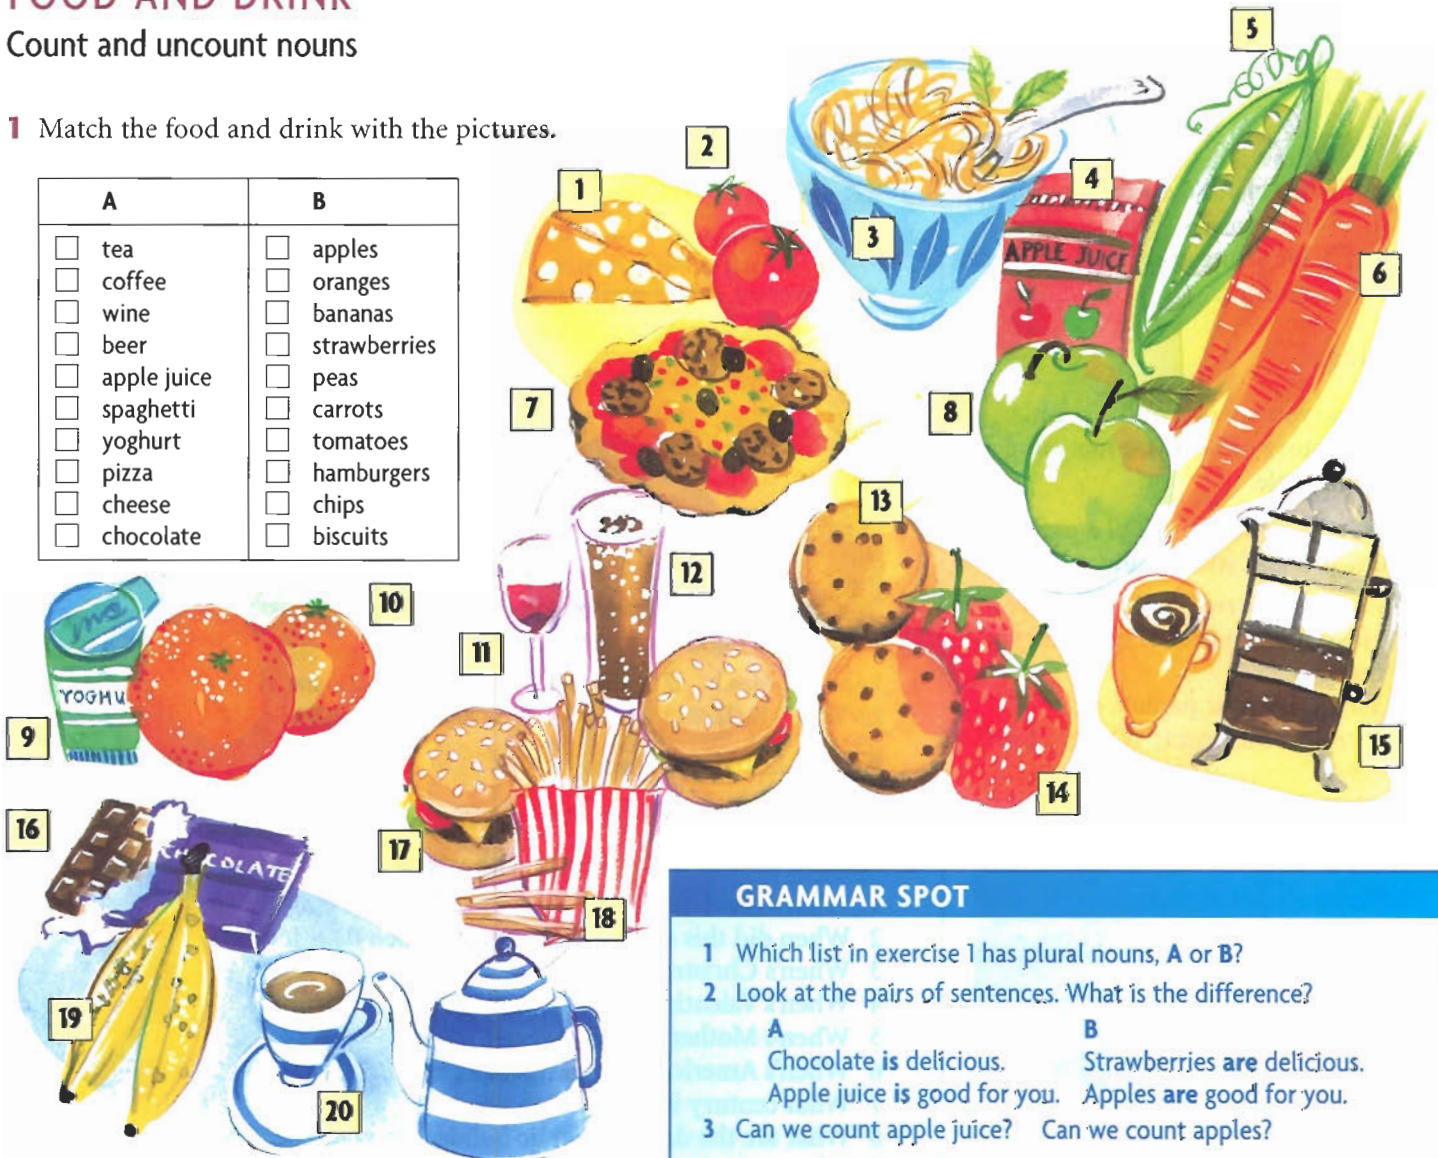 FOOD AND DRINK
Count and uncount nouns
1 Match the food and drink with the pictures.
A B
tea apples
coffee oranges
wine bananas
beer strawberries
apple juice peas
spaghetti carrots
yoghurt tomatoes
pizza hamburgers
cheese chips
chocolate biscuits
1
2
3
4
APPLE JUICE
5
6
7
8
9
YOGHU
10
11
12
13
14
15
16
CHOCOLATE
17
18
19
20
GRAMMAR SPOT
1 Which list in exercise 1 has plural nouns, A or B?
2 Look at the pairs of sentences. What is the difference?
A B
Chocolate is delicious. Strawberries are delicious.
Apple juice is good for you. Apples are good for you.
3 Can we count apple juice? Can we count apples?